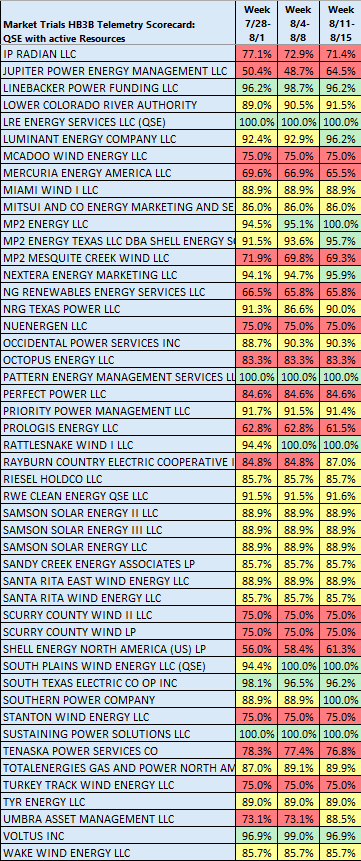 Market Trials HB3B Telemetry Scorecard: QSE with active Resources Week 7/28-8/1 Week 8/4-8/8 Week 8/11-8/15
IP RADIAN LLC 77.1% 72.9% 71.4%
JUPITER POWER ENERGY MANAGEMENT LLC 50.4% 48.7% 64.5%
LINEBACKER POWER FUNDING LLC 96.2% 98.7% 96.2%
LOWER COLORADO RIVER AUTHORITY 89.0% 90.5% 91.5%
LRE ENERGY SERVICES LLC (QSE) 100.0% 100.0% 100.0%
LUMINANT ENERGY COMPANY LLC 92.4% 92.9% 96.2%
MCADOO WIND ENERGY LLC 75.0% 75.0% 75.0%
MERCURIA ENERGY AMERICA LLC 69.6% 66.9% 65.5%
MIAMI WIND I LLC 88.9% 88.9% 88.9%
MITSUI AND CO ENERGY MARKETING AND SE 86.0% 86.0% 86.0%
MP2 ENERGY LLC 94.5% 95.1% 100.0%
MP2 ENERGY TEXAS LLC DBA SHELL ENERGY S 91.5% 93.6% 95.7%
MP2 MESQUITE CREEK WIND LLC 71.9% 69.8% 69.3%
NEXTERA ENERGY MARKETING LLC 94.1% 94.7% 95.9%
NG RENEWABLES ENERGY SERVICES LLC 66.5% 65.8% 65.8%
NRG TEXAS POWER LLC 91.3% 86.6% 90.0%
NUENERGEN LLC 75.0% 75.0% 75.0%
OCCIDENTAL POWER SERVICES INC 88.7% 90.3% 90.3%
OCTOPUS ENERGY LLC 83.3% 83.3% 83.3%
PATTERN ENERGY MANAGEMENT SERVICES LL 100.0% 100.0% 100.0%
PERFECT POWER LLC 84.6% 84.6% 84.6%
PRIORITY POWER MANAGEMENT LLC 91.7% 91.5% 91.4%
PROLOGIS ENERGY LLC 62.8% 62.8% 61.5%
RATTLESNAKE WIND I LLC 94.4% 100.0% 100.0%
RAYBURN COUNTRY ELECTRIC COOPERATIVE I 84.8% 84.8% 87.0%
RIESEL HOLDCO LLC 85.7% 85.7% 85.7%
RWE CLEAN ENERGY QSE LLC 91.5% 91.5% 91.6%
SAMSON SOLAR ENERGY II LLC 88.9% 88.9% 88.9%
SAMSON SOLAR ENERGY III LLC 88.9% 88.9% 88.9%
SAMSON SOLAR ENERGY LLC 88.9% 88.9% 88.9%
SANDY CREEK ENERGY ASSOCIATES LP 85.7% 85.7% 85.7%
SANTA RITA EAST WIND ENERGY LLC 88.9% 88.9% 88.9%
SANTA RITA WIND ENERGY LLC 85.7% 85.7% 85.7%
SCURRY COUNTY WIND II LLC 75.0% 75.0% 75.0%
SCURRY COUNTY WIND LP 75.0% 75.0% 75.0%
SHELL ENERGY NORTH AMERICA (US) LP 56.0% 58.4% 61.3%
SOUTH PLAINS WIND ENERGY LLC (QSE) 94.4% 100.0% 100.0%
SOUTH TEXAS ELECTRIC CO OP INC 98.1% 96.5% 96.2%
SOUTHERN POWER COMPANY 88.9% 88.9% 100.0%
STANTON WIND ENERGY LLC 75.0% 75.0% 75.0%
SUSTAINING POWER SOLUTIONS LLC 100.0% 100.0% 100.0%
TENASKA POWER SERVICES CO 78.3% 77.4% 76.8%
TOTALENERGIES GAS AND POWER NORTH AM 87.0% 89.1% 89.9%
TURKEY TRACK WIND ENERGY LLC 75.0% 75.0% 75.0%
TYR ENERGY LLC 89.0% 89.0% 89.0%
UMBRA ASSET MANAGEMENT LLC 73.1% 73.1% 88.5%
VOLTUS INC 96.9% 99.0% 96.9%
WAKE WIND ENERGY LLC 85.7% 85.7% 85.7%